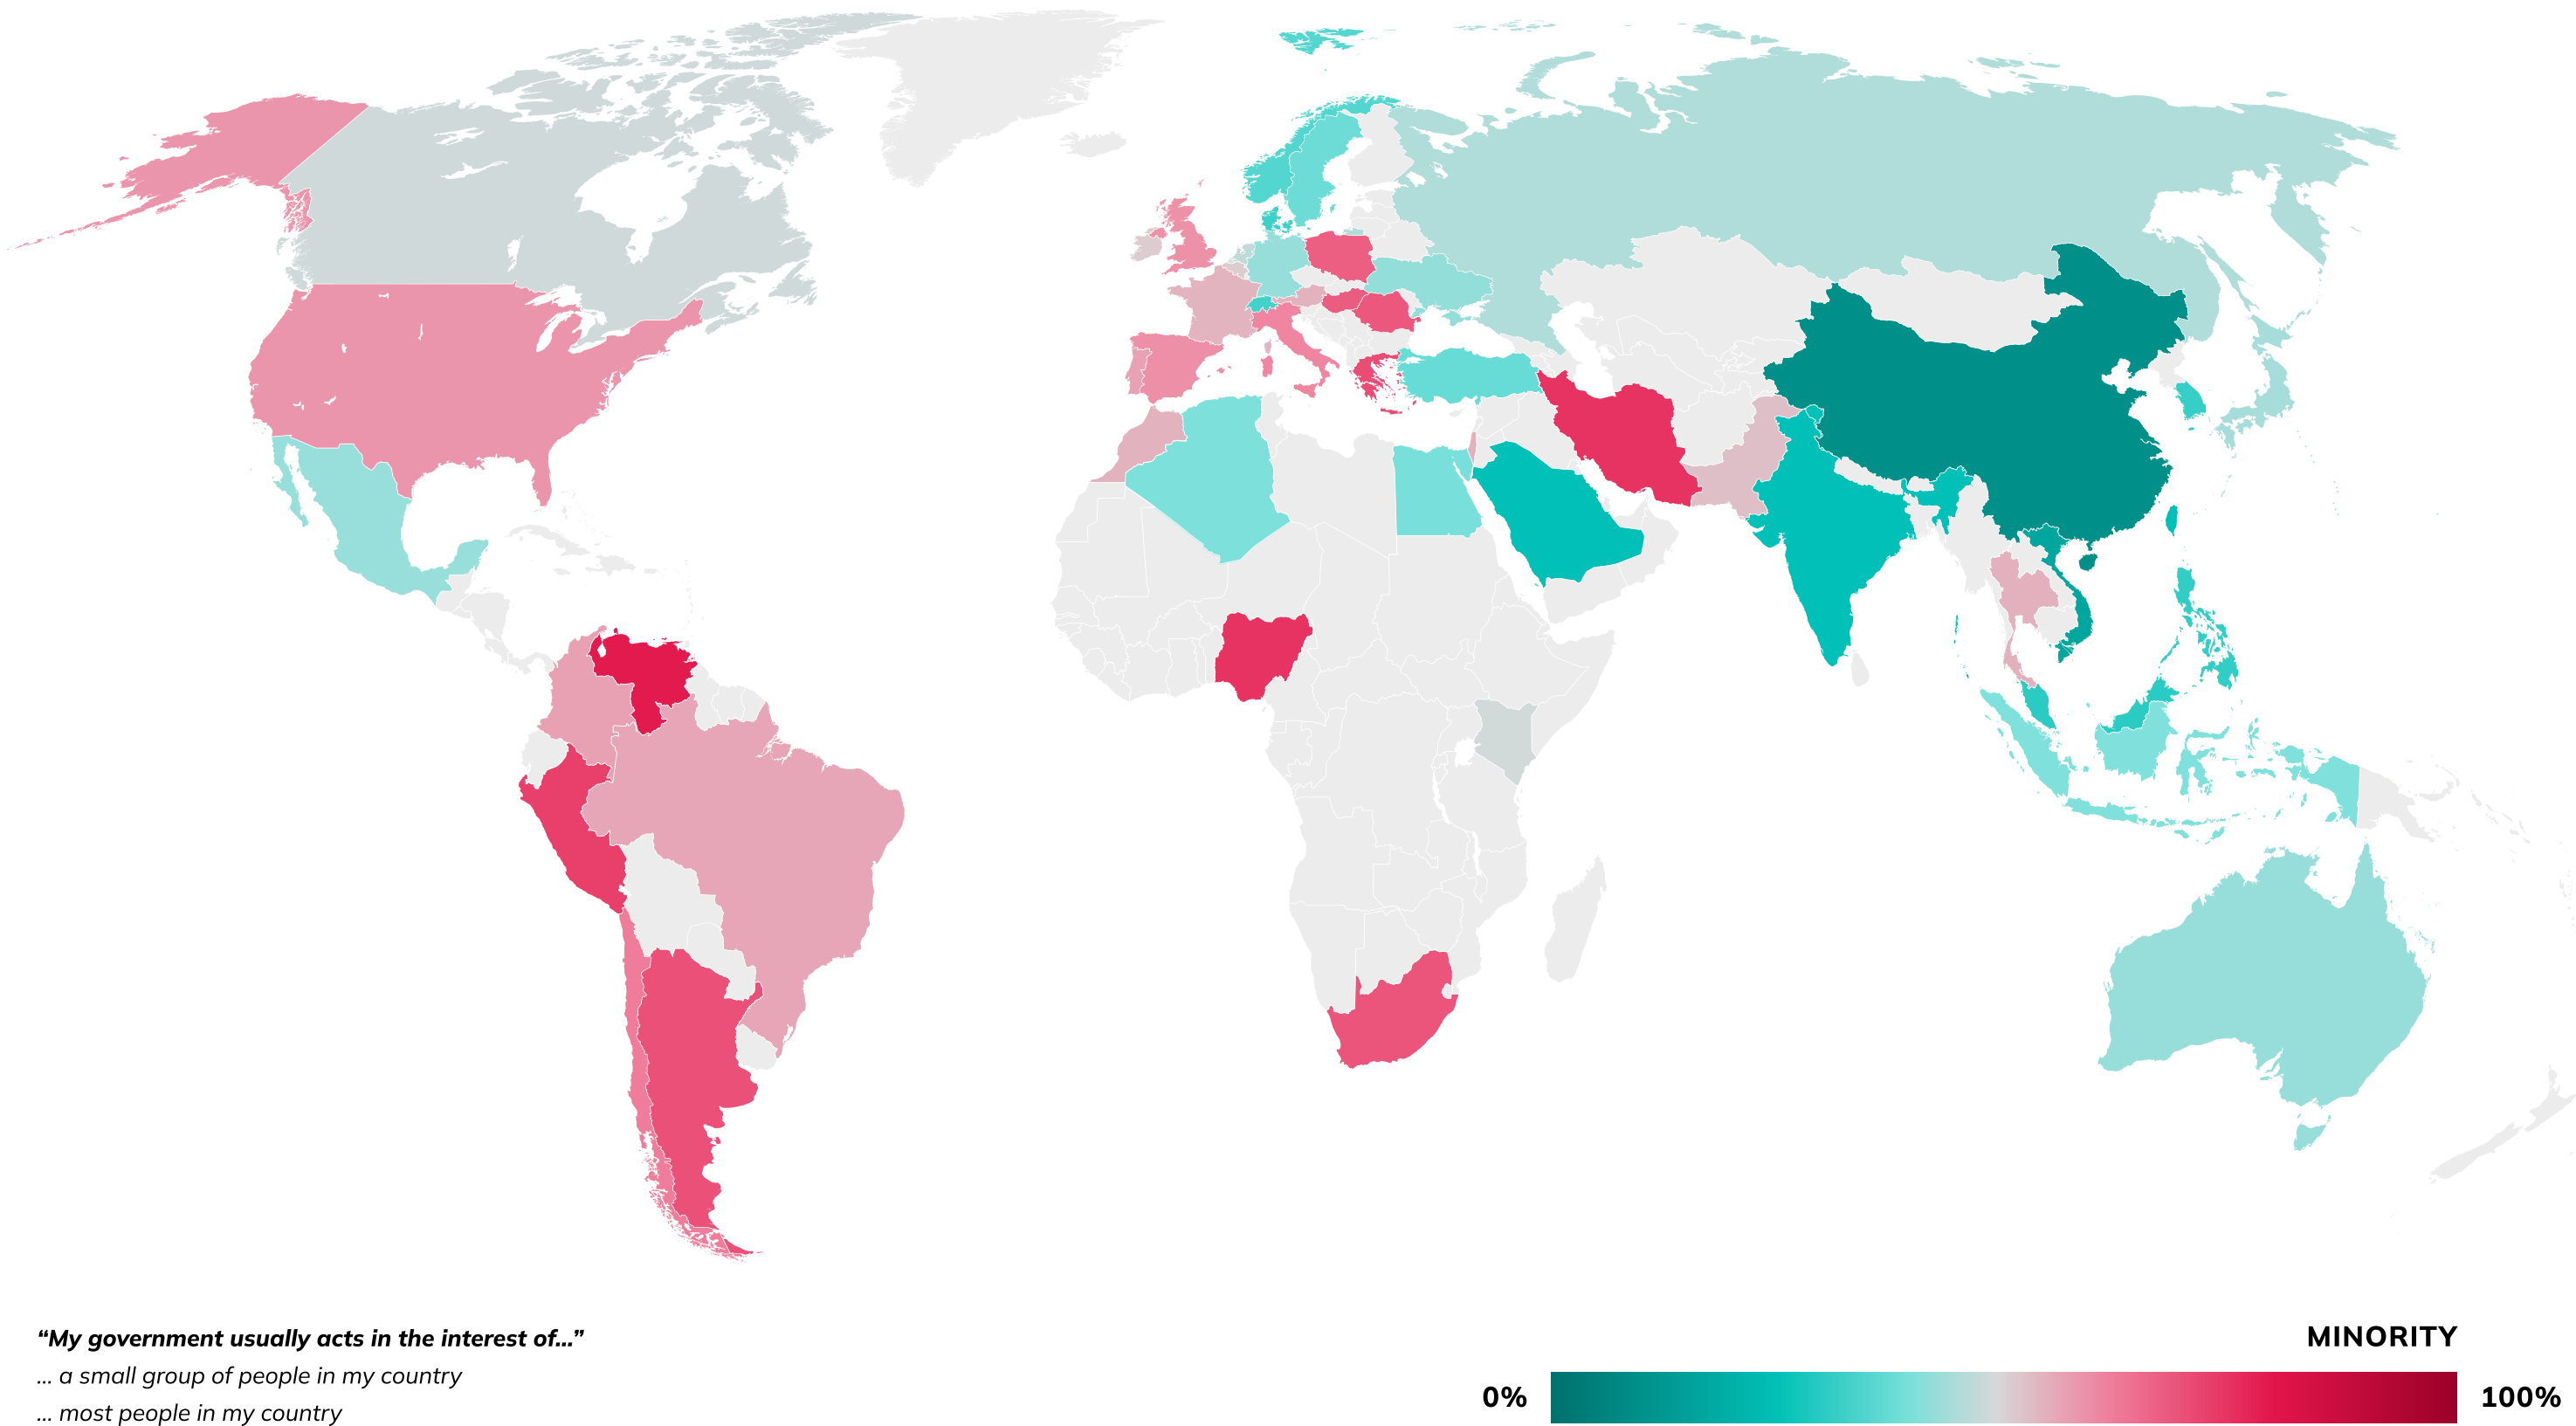 “My government usually acts in the interest of...”
... a small group of people in my country
... most people in my country
MINORITY
0%
100%